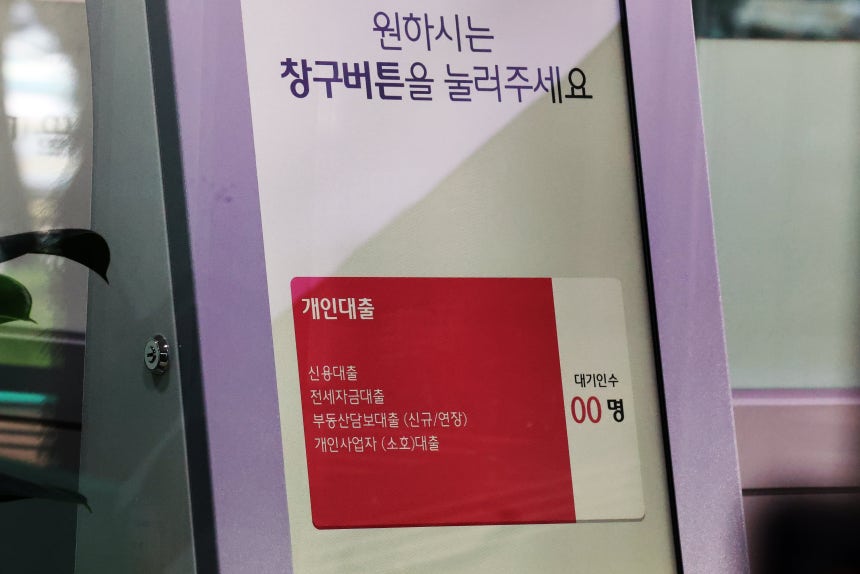 원하시는
창구버튼을 눌러주세요
개인대출
신용대출
전세자금대출
부동산담보대출 (신규/연장)
개인사업자 (소호)대출
대기인수
00 명